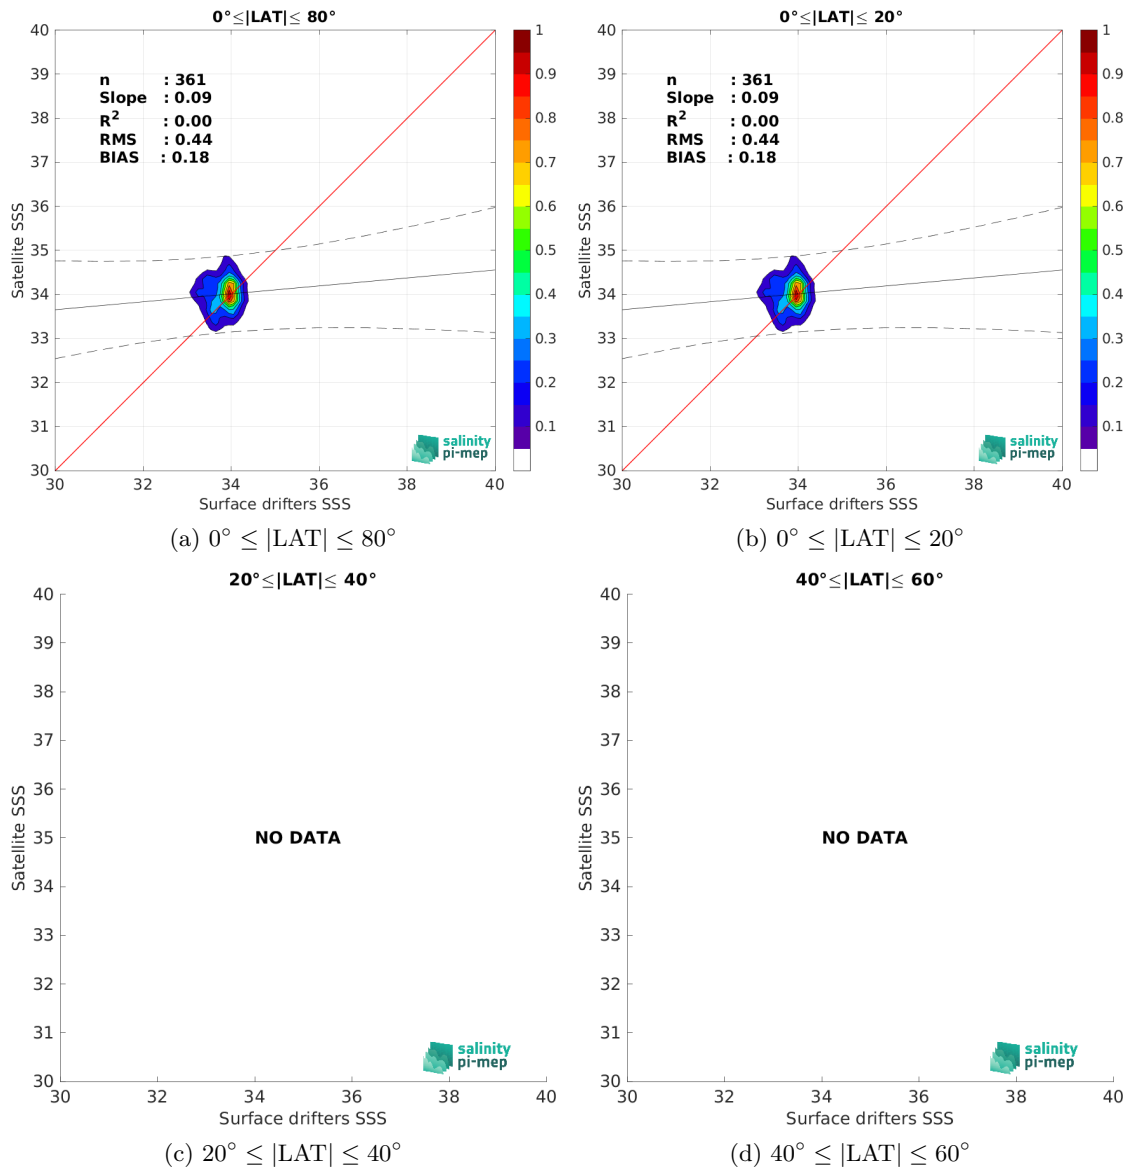 0°≤|LAT|≤ 80°
40
39
38
37
36
35
34
33
32
31
30
n : 361
Slope : 0.09
R2 : 0.00
RMS : 0.44
BIAS : 0.18
1
0.9
0.8
0.7
0.6
0.5
0.4
0.3
0.2
0.1
salinity
pi-mep
30 32 34 36 38 40
Satellite SSS
Surface drifters SSS
(a) 0° ≤ |LAT| ≤ 80°
0°≤|LAT|≤ 20°
40
39
38
37
36
35
34
33
32
31
30
n : 361
Slope : 0.09
R2 : 0.00
RMS : 0.44
BIAS : 0.18
1
0.9
0.8
0.7
0.6
0.5
0.4
0.3
0.2
0.1
salinity
pi-mep
30 32 34 36 38 40
Satellite SSS
Surface drifters SSS
(b) 0° ≤ |LAT| ≤ 20°
20°≤|LAT|≤ 40°
40
39
38
37
36
35
34
33
32
31
30
NO DATA
salinity
pi-mep
30 32 34 36 38 40
Satellite SSS
Surface drifters SSS
(c) 20° ≤ |LAT| ≤ 40°
40°≤|LAT|≤ 60°
40
39
38
37
36
35
34
33
32
31
30
NO DATA
salinity
pi-mep
30 32 34 36 38 40
Satellite SSS
Surface drifters SSS
(d) 40° ≤ |LAT| ≤ 60°